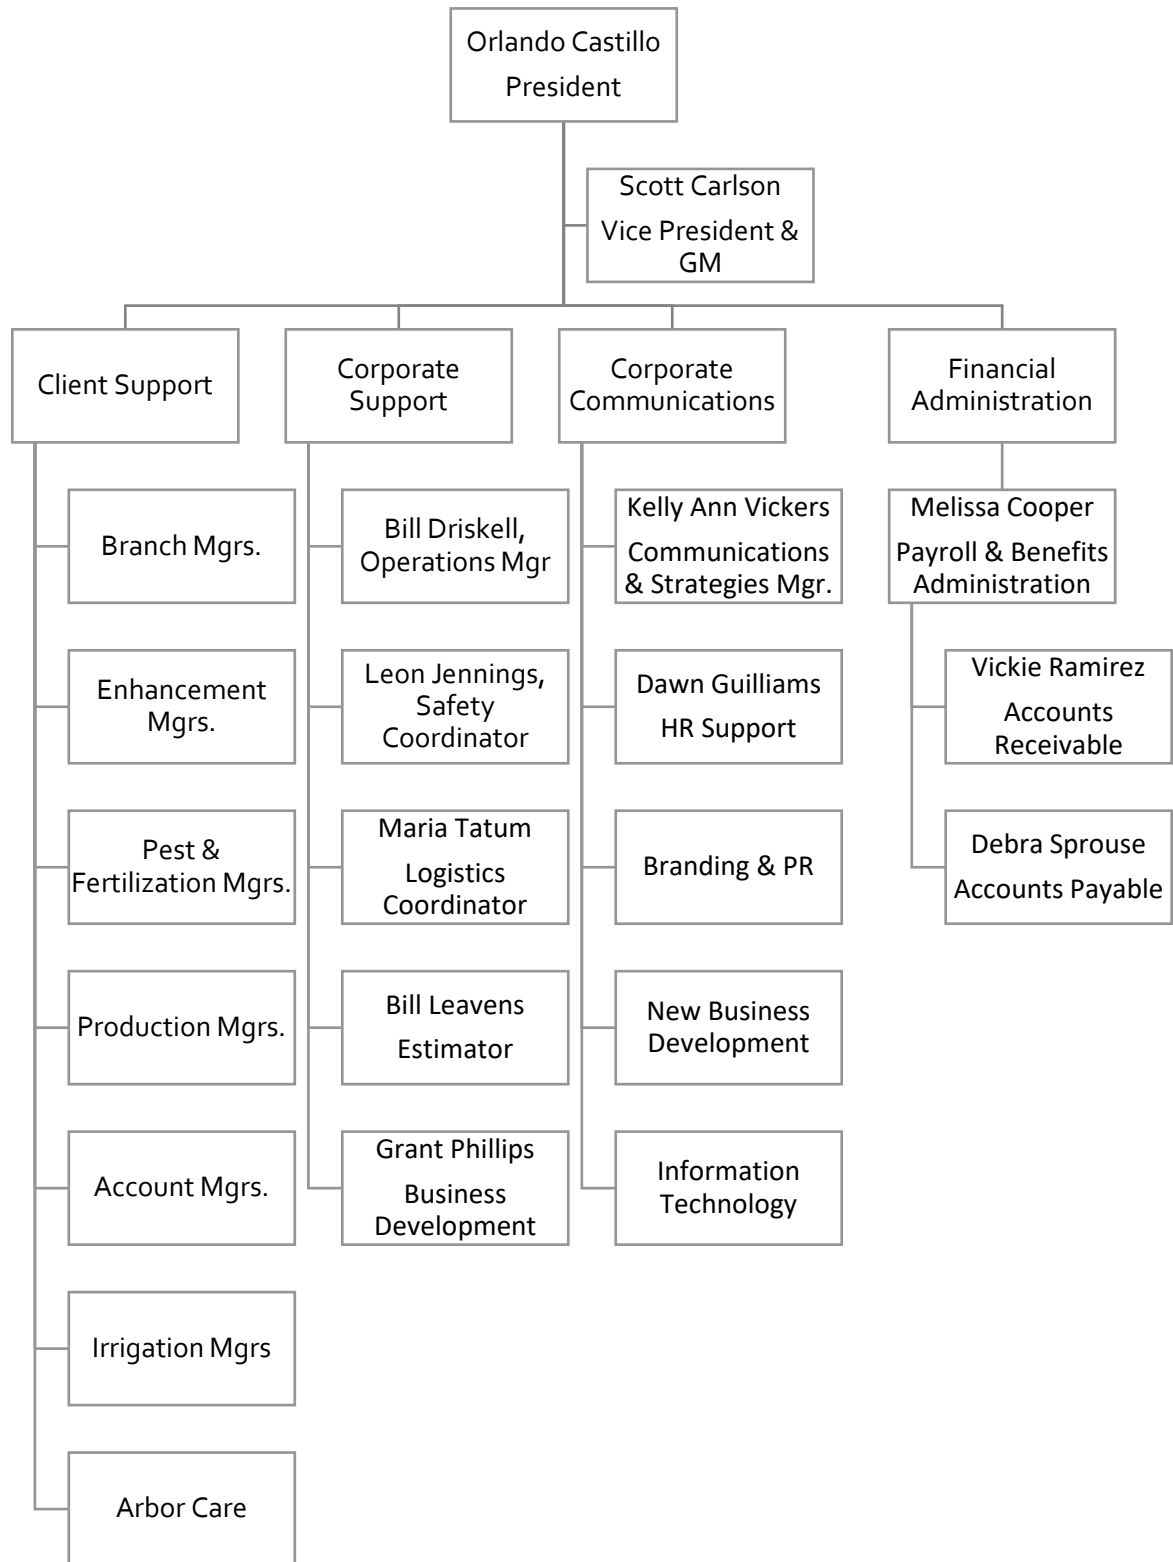 Orlando Castillo
President
Scott Carlson
Vice President &
GM
Client Support
Corporate
Support
Corporate
Communications
Financial
Administration
Branch Mgrs.
Enhancement
Mgrs.
Pest &
Fertilization Mgrs.
Production Mgrs.
Account Mgrs.
Irrigation Mgrs
Arbor Care
Bill Driskell,
Operations Mgr
Leon Jennings,
Safety
Coordinator
Maria Tatum
Logistics
Coordinator
Bill Leavens
Estimator
Grant Phillips
Business
Development
Kelly Ann Vickers
Communications
& Strategies Mgr.
Dawn Guilliams
HR Support
Branding & PR
New Business
Development
Information
Technology
Melissa Cooper
Payroll & Benefits
Administration
Vickie Ramirez
Accounts
Receivable
Debra Sprouse
Accounts Payable